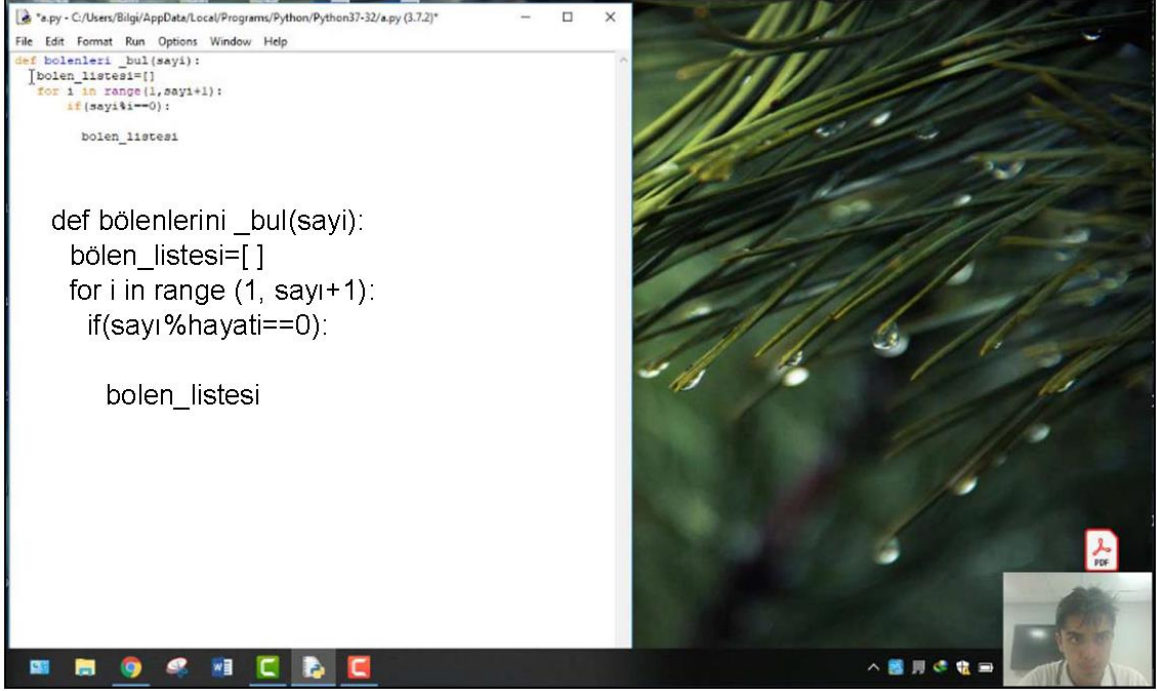 *a.py - C:/Users/Bilgi/AppData/Local/Programs/Python/Python37-32/a.py (3.7.2)*
File Edit Format Run Options Window Help
def bolenleri _bul(sayi):
bolen_listesi=[]
for i in range(1,sayi+1):
if(sayi%i==0):
bolen_listesi
def bölenlerini _bul(sayi):
bölen_listesi=[ ]
for i in range (1, sayı+1):
if(sayı%hayati==0):
bolen_listesi
PDF